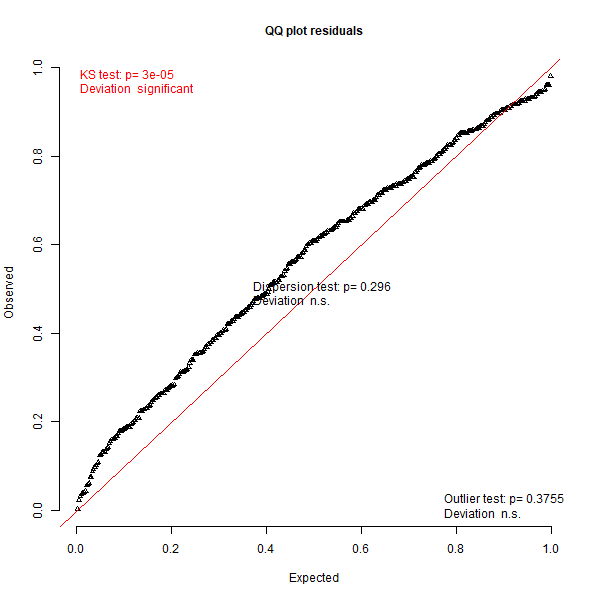 QQ plot residuals
KS test: p= 3e-05
Deviation significant
Dispersion test: p= 0.296
Deviation n.s.
Outlier test: p= 0.3755
Deviation n.s.
Observed
0.0 0.2 0.4 0.6 0.8 1.0
0.0 0.2 0.4 0.6 0.8 1.0
Expected